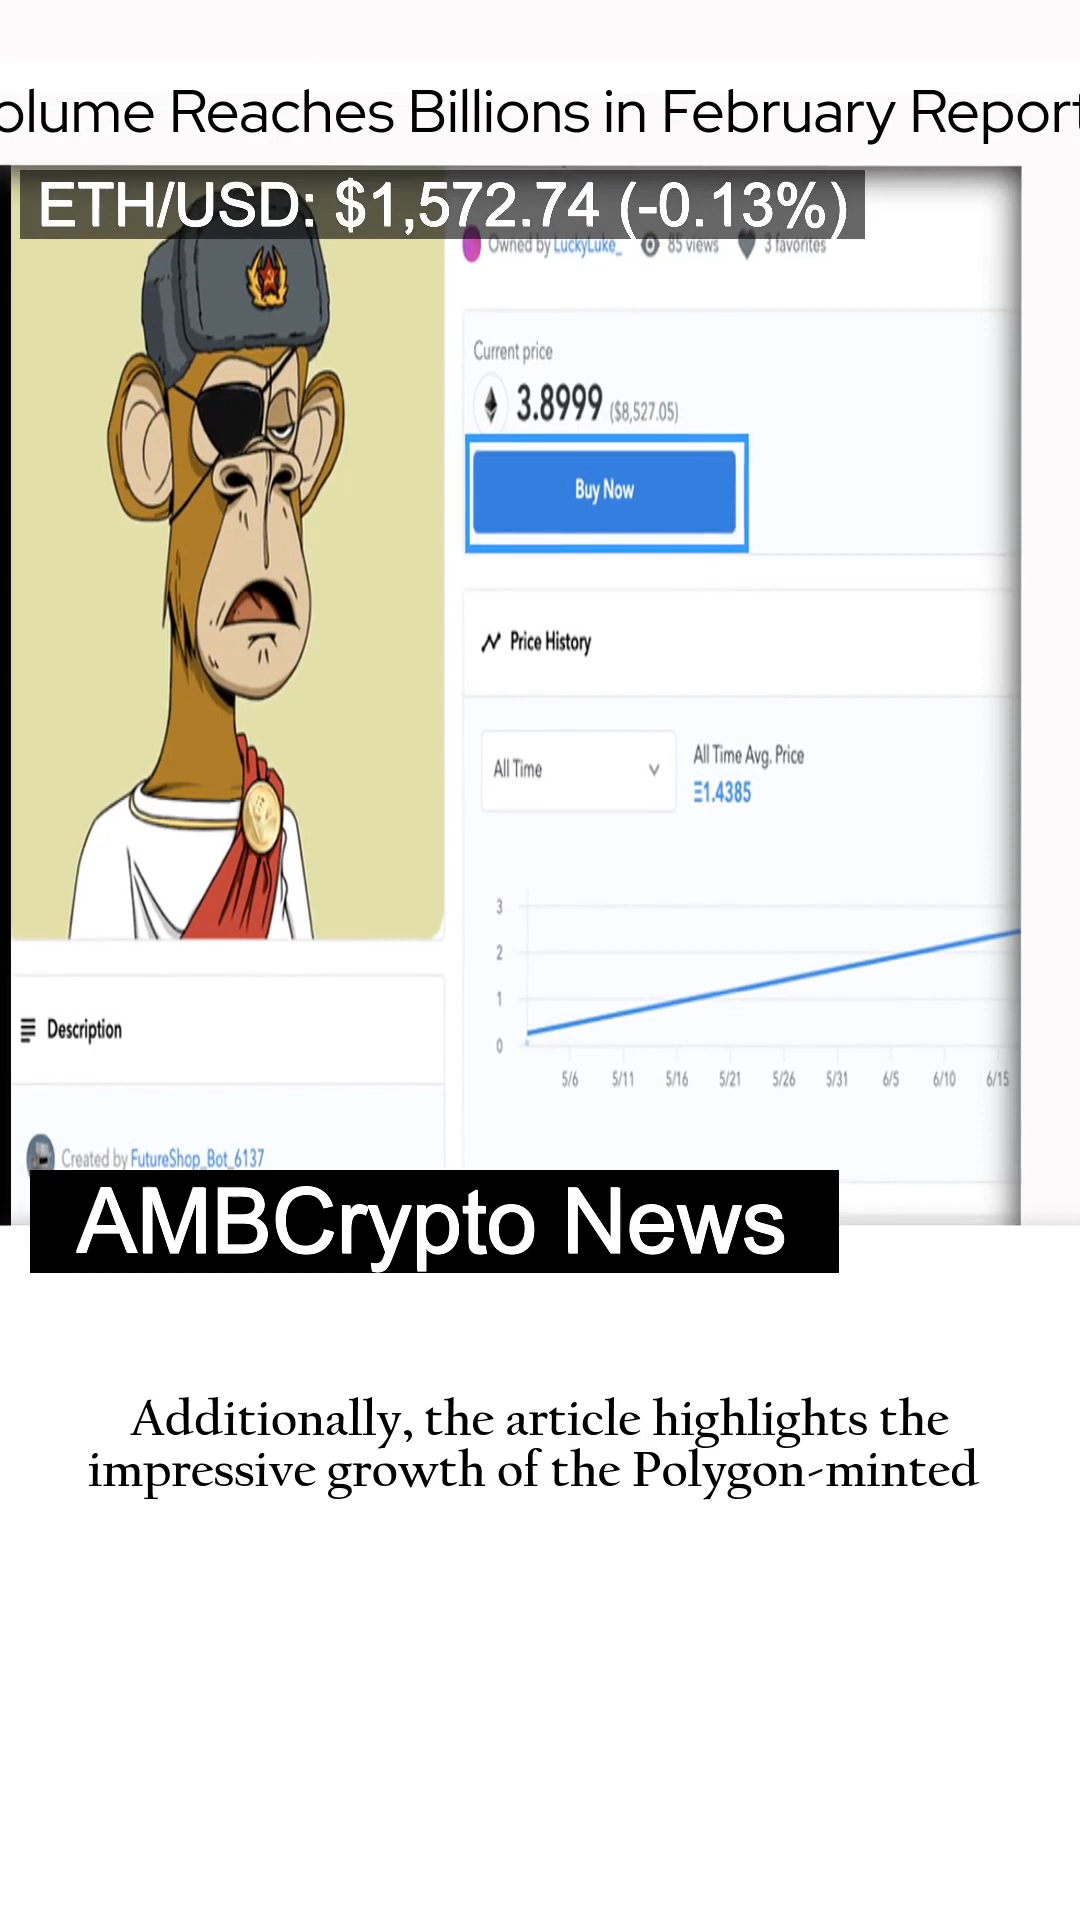 olume Reaches Billions in February Report
ETH/USD: $1,572.74 (-0.13%)
Owned by LuckyLuke_ 85 views 3 favorites
Current price
3.8999 ($8,527.05)
Buy Now
Price History
All Time
All Time Avg. Price
Ξ1.4385
3
2
1
0
5/6 5/11 5/16 5/21 5/26 5/31 6/5 6/10 6/15
Description
Created by FutureShop_Bot_6137
AMBCrypto News
Additionally, the article highlights the
impressive growth of the Polygon-minted